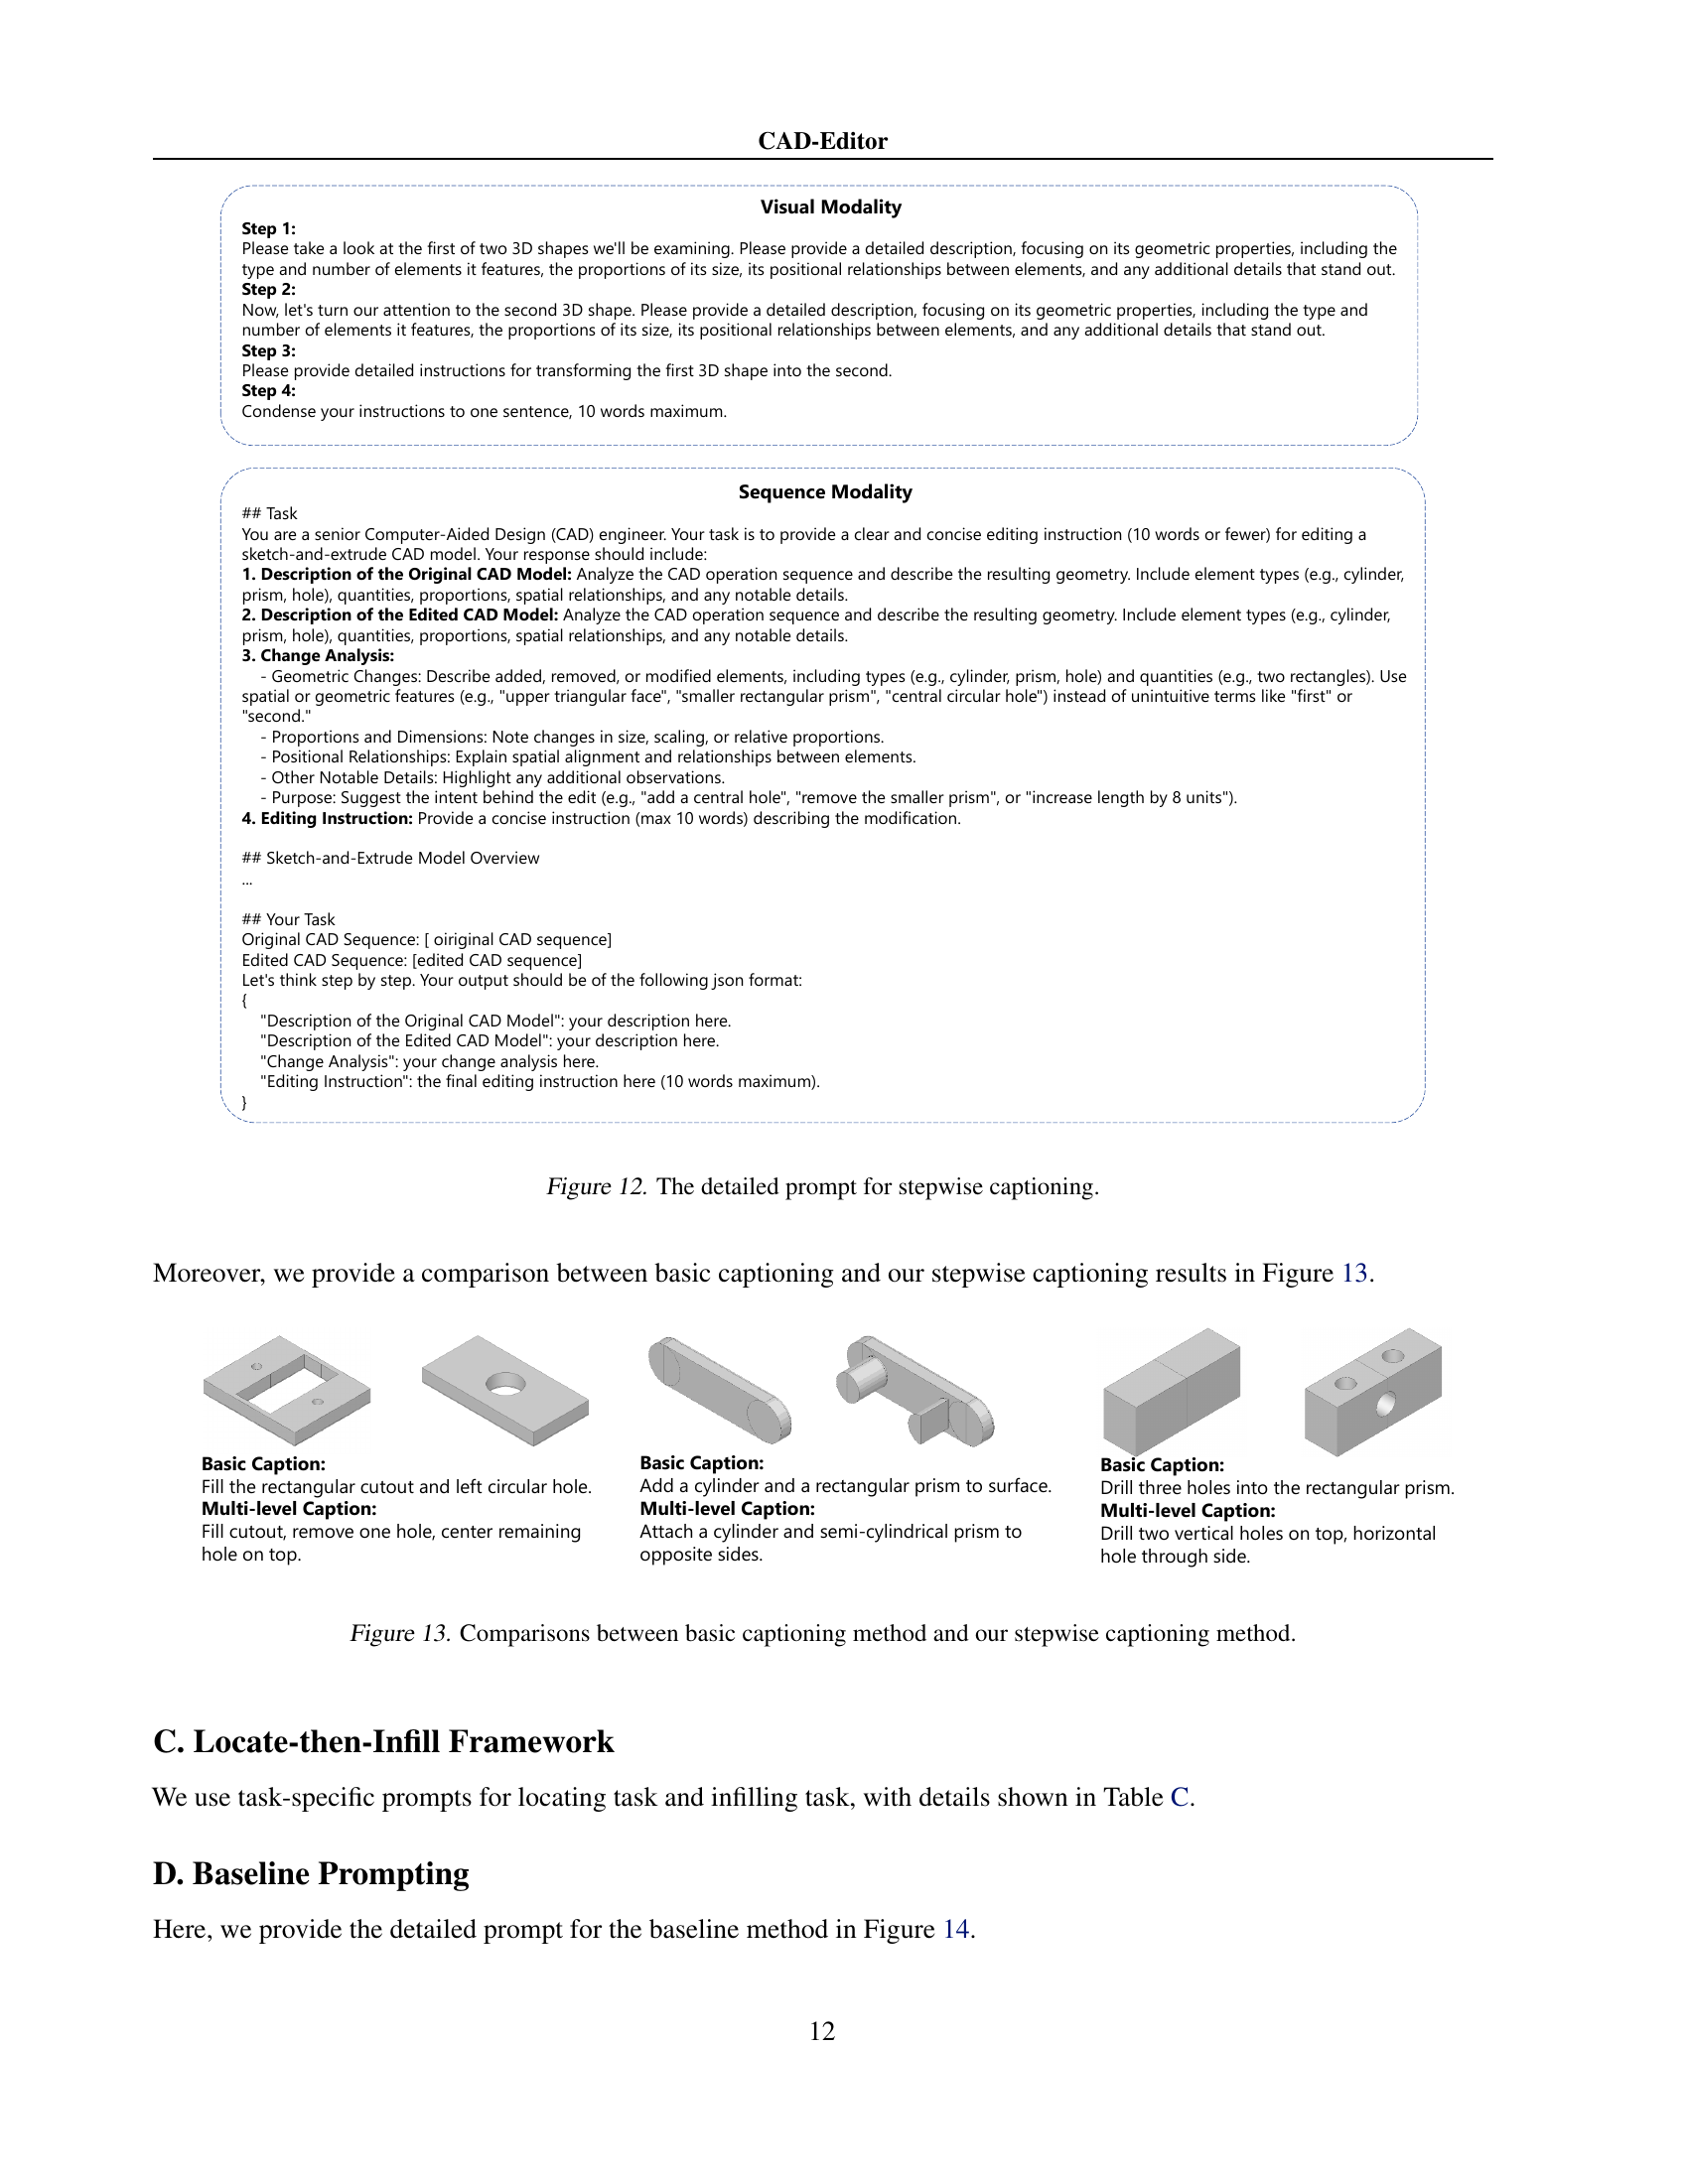 CAD-Editor
Visual Modality
Step 1:
Please take a look at the first of two 3D shapes we'll be examining. Please provide a detailed description, focusing on its geometric properties, including the
type and number of elements it features, the proportions of its size, its positional relationships between elements, and any additional details that stand out.
Step 2:
Now, let's turn our attention to the second 3D shape. Please provide a detailed description, focusing on its geometric properties, including the type and
number of elements it features, the proportions of its size, its positional relationships between elements, and any additional details that stand out.
Step 3:
Please provide detailed instructions for transforming the first 3D shape into the second.
Step 4:
Condense your instructions to one sentence, 10 words maximum.
Sequence Modality
## Task
You are a senior Computer-Aided Design (CAD) engineer. Your task is to provide a clear and concise editing instruction (10 words or fewer) for editing a
sketch-and-extrude CAD model. Your response should include:
1. Description of the Original CAD Model: Analyze the CAD operation sequence and describe the resulting geometry. Include element types (e.g., cylinder,
prism, hole), quantities, proportions, spatial relationships, and any notable details.
2. Description of the Edited CAD Model: Analyze the CAD operation sequence and describe the resulting geometry. Include element types (e.g., cylinder,
prism, hole), quantities, proportions, spatial relationships, and any notable details.
3. Change Analysis:
- Geometric Changes: Describe added, removed, or modified elements, including types (e.g., cylinder, prism, hole) and quantities (e.g., two rectangles). Use
spatial or geometric features (e.g., "upper triangular face", "smaller rectangular prism", "central circular hole") instead of unintuitive terms like "first" or
"second."
- Proportions and Dimensions: Note changes in size, scaling, or relative proportions.
- Positional Relationships: Explain spatial alignment and relationships between elements.
- Other Notable Details: Highlight any additional observations.
- Purpose: Suggest the intent behind the edit (e.g., "add a central hole", "remove the smaller prism", or "increase length by 8 units").
4. Editing Instruction: Provide a concise instruction (max 10 words) describing the modification.
## Sketch-and-Extrude Model Overview
...
## Your Task
Original CAD Sequence: [ oiriginal CAD sequence]
Edited CAD Sequence: [edited CAD sequence]
Let's think step by step. Your output should be of the following json format:
{
"Description of the Original CAD Model": your description here.
"Description of the Edited CAD Model": your description here.
"Change Analysis": your change analysis here.
"Editing Instruction": the final editing instruction here (10 words maximum).
}
Figure 12. The detailed prompt for stepwise captioning.
Moreover, we provide a comparison between basic captioning and our stepwise captioning results in Figure 13.
Basic Caption:
Fill the rectangular cutout and left circular hole.
Multi-level Caption:
Fill cutout, remove one hole, center remaining
hole on top.
Basic Caption:
Add a cylinder and a rectangular prism to surface.
Multi-level Caption:
Attach a cylinder and semi-cylindrical prism to
opposite sides.
Basic Caption:
Drill three holes into the rectangular prism.
Multi-level Caption:
Drill two vertical holes on top, horizontal
hole through side.
Figure 13. Comparisons between basic captioning method and our stepwise captioning method.
C. Locate-then-Infill Framework
We use task-specific prompts for locating task and infilling task, with details shown in Table C.
D. Baseline Prompting
Here, we provide the detailed prompt for the baseline method in Figure 14.
12